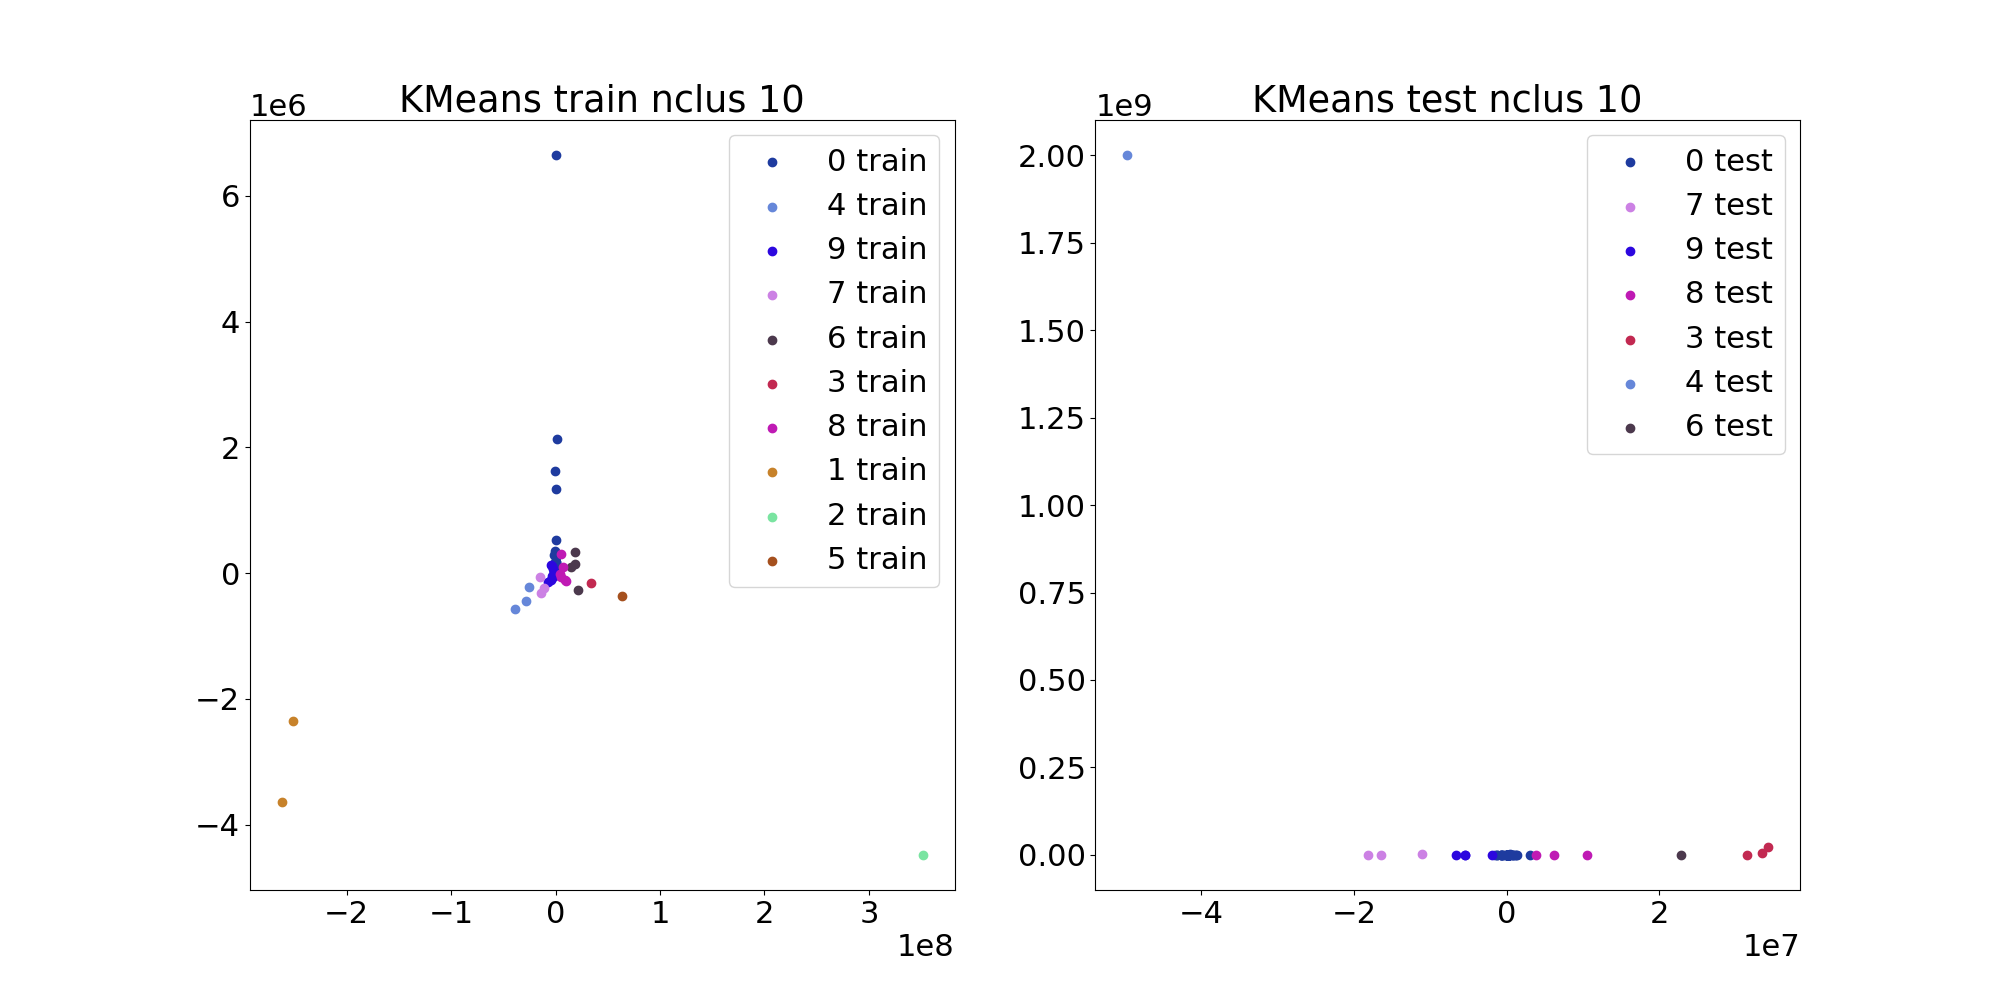 KMeans train nclus 10
1e6
6
4
2
0
−2
−4
−2
−1
0
1
2
3
1e8
0 train
4 train
9 train
7 train
6 train
3 train
8 train
1 train
2 train
5 train
KMeans test nclus 10
1e9
2.00
1.75
1.50
1.25
1.00
0.75
0.50
0.25
0.00
−4
−2
0
2
1e7
0 test
7 test
9 test
8 test
3 test
4 test
6 test